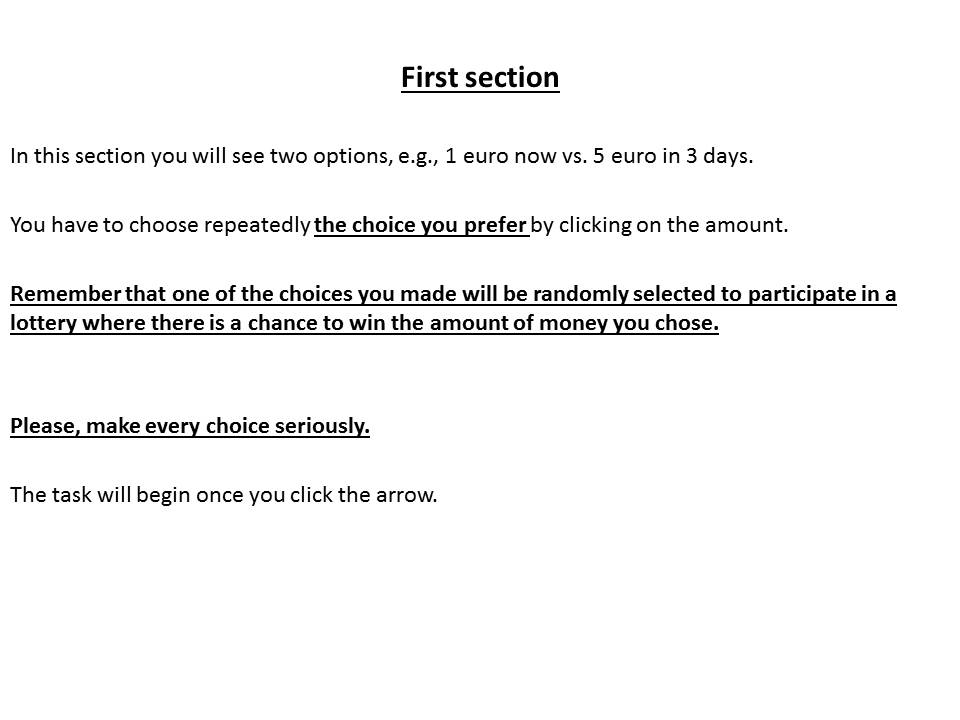 First section
In this section you will see two options, e.g., 1 euro now vs. 5 euro in 3 days.
You have to choose repeatedly the choice you prefer by clicking on the amount.
Remember that one of the choices you made will be randomly selected to participate in a
lottery where there is a chance to win the amount of money you chose.
Please, make every choice seriously.
The task will begin once you click the arrow.